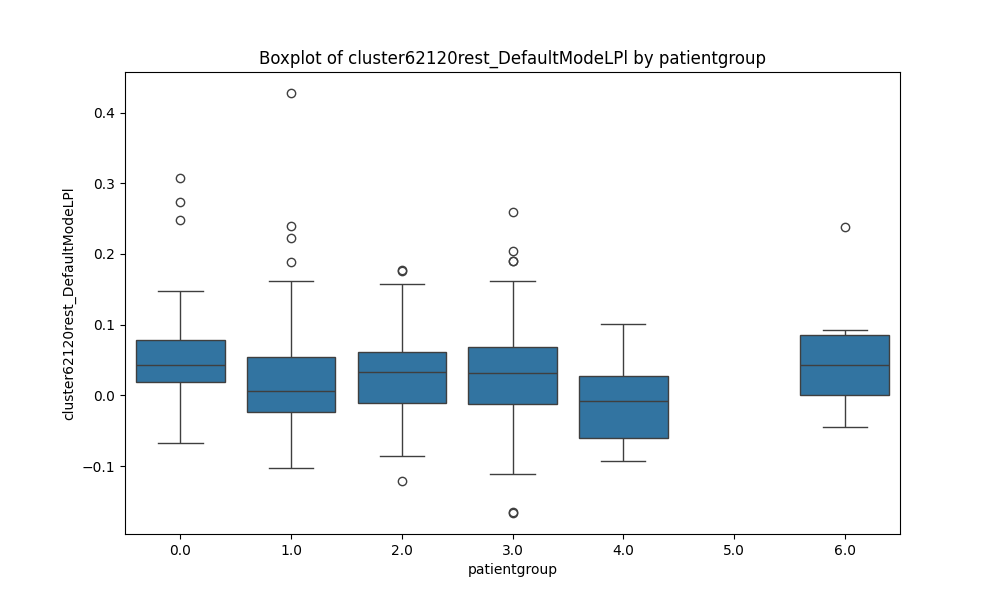 Boxplot of cluster62120rest_DefaultModeLPl by patientgroup
cluster62120rest_DefaultModeLPl
0.4
0.3
0.2
0.1
0.0
−0.1
0.0 1.0 2.0 3.0 4.0 5.0 6.0
patientgroup